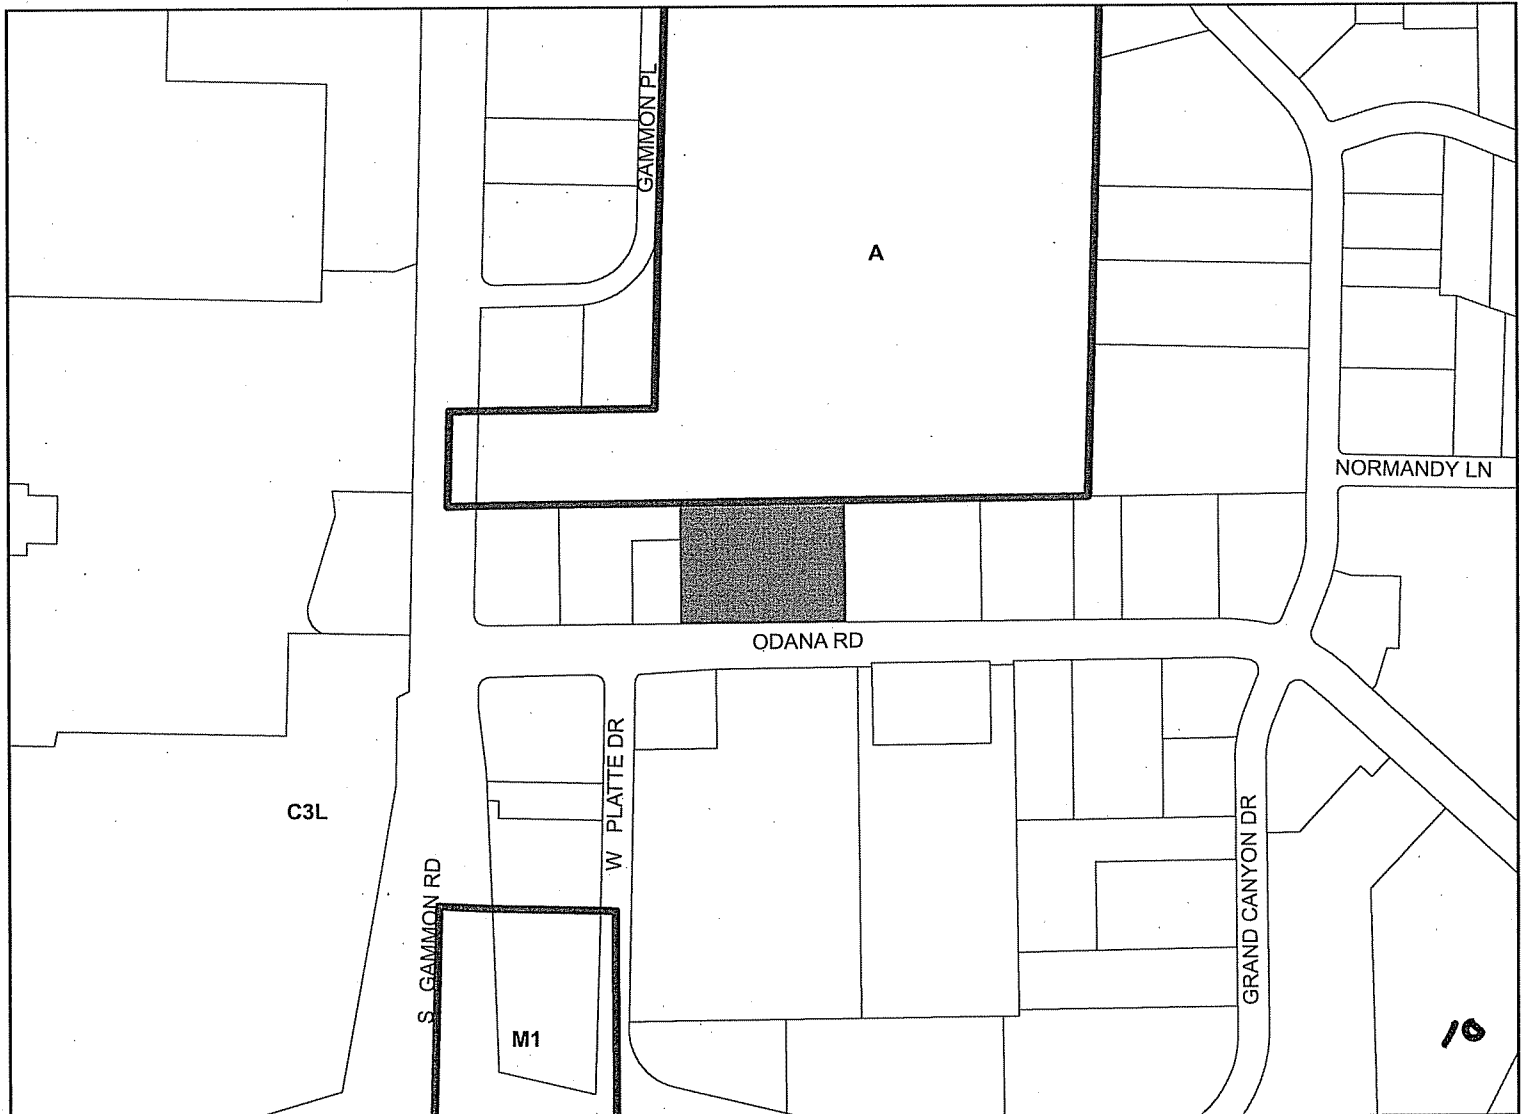 GAMMON PL
A
NORMANDY LN
ODANA RD
W PLATTE DR
C3L
S GAMMON RD
GRAND CANYON DR
M1
10